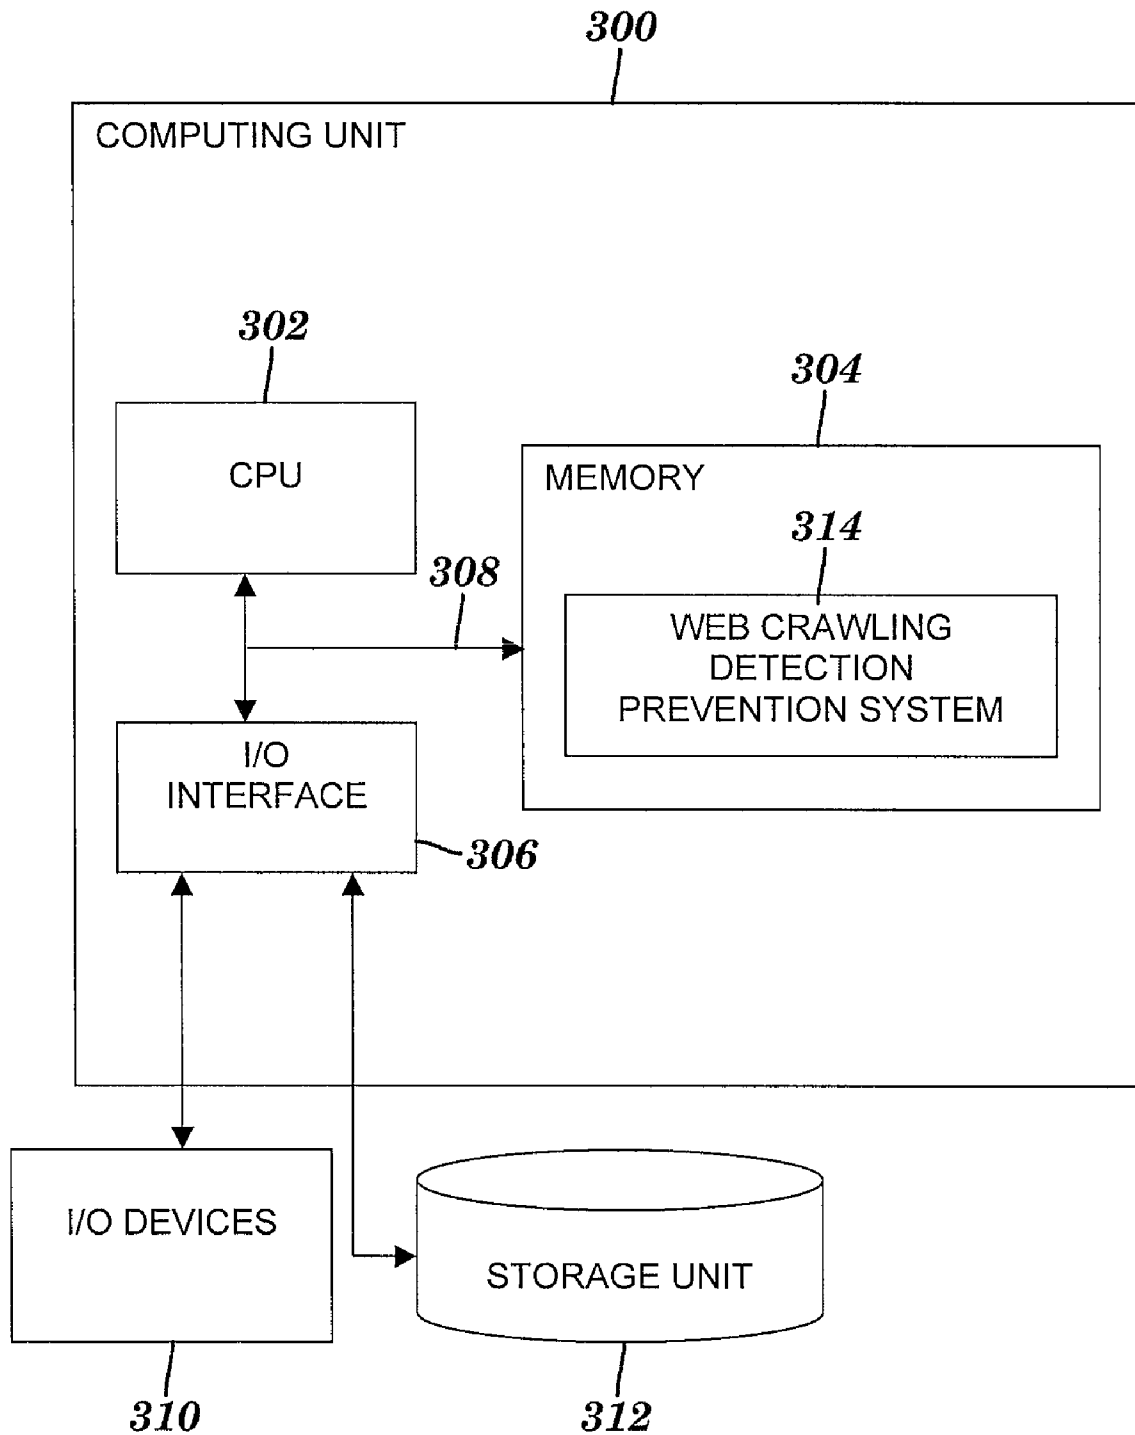 300
COMPUTING UNIT
302
304
CPU
MEMORY
314
308
WEB CRAWLING
DETECTION
PREVENTION SYSTEM
I/O
INTERFACE
306
I/O DEVICES
STORAGE UNIT
310
312